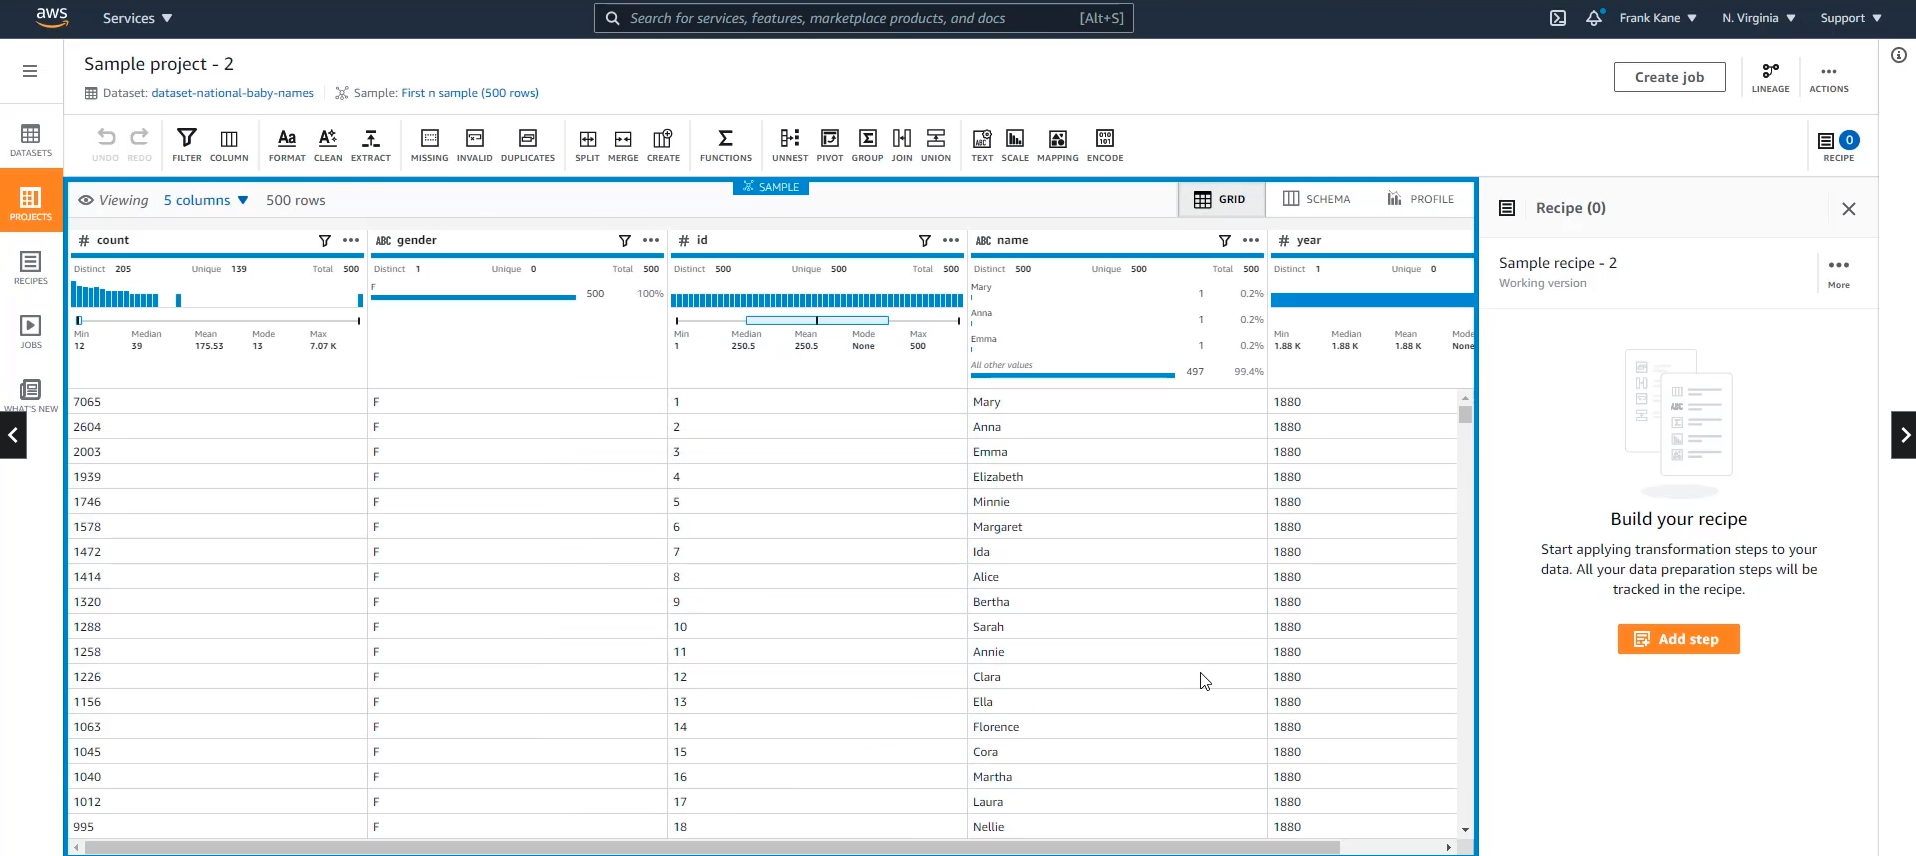 aws Services Search for services, features, marketplace products, and docs [Alt+S] Frank Kane N. Virginia Support
Sample project - 2
Dataset: dataset-national-baby-names Sample: First n sample (500 rows)
Create job LINEAGE ACTIONS
DATASETS
PROJECTS
RECIPES
JOBS
WHAT'S NEW
UNDO REDO FILTER COLUMN FORMAT CLEAN EXTRACT MISSING INVALID DUPLICATES SPLIT MERGE CREATE FUNCTIONS UNNEST PIVOT GROUP JOIN UNION TEXT SCALE MAPPING ENCODE 0 RECIPE
SAMPLE
Viewing 5 columns 500 rows GRID SCHEMA PROFILE
# count ABC gender # id ABC name # year
Distinct 205 Unique 139 Total 500 Distinct 1 Unique 0 Total 500 Distinct 500 Unique 500 Total 500 Distinct 500 Unique 500 Total 500 Distinct 1 Unique 0
F 500 100%
Mary 1 0.2%
Anna 1 0.2%
Emma 1 0.2%
All other values 497 99.4%
Min Median Mean Mode Max
12 39 175.53 13 7.07 K
Min Median Mean Mode Max
1 250.5 250.5 None 500
Min Median Mean Mode
1.88 K 1.88 K 1.88 K None
7065 F 1 Mary 1880
2604 F 2 Anna 1880
2003 F 3 Emma 1880
1939 F 4 Elizabeth 1880
1746 F 5 Minnie 1880
1578 F 6 Margaret 1880
1472 F 7 Ida 1880
1414 F 8 Alice 1880
1320 F 9 Bertha 1880
1288 F 10 Sarah 1880
1258 F 11 Annie 1880
1226 F 12 Clara 1880
1156 F 13 Ella 1880
1063 F 14 Florence 1880
1045 F 15 Cora 1880
1040 F 16 Martha 1880
1012 F 17 Laura 1880
995 F 18 Nellie 1880
Recipe (0)
Sample recipe - 2
Working version
More
Build your recipe
Start applying transformation steps to your
data. All your data preparation steps will be
tracked in the recipe.
Add step